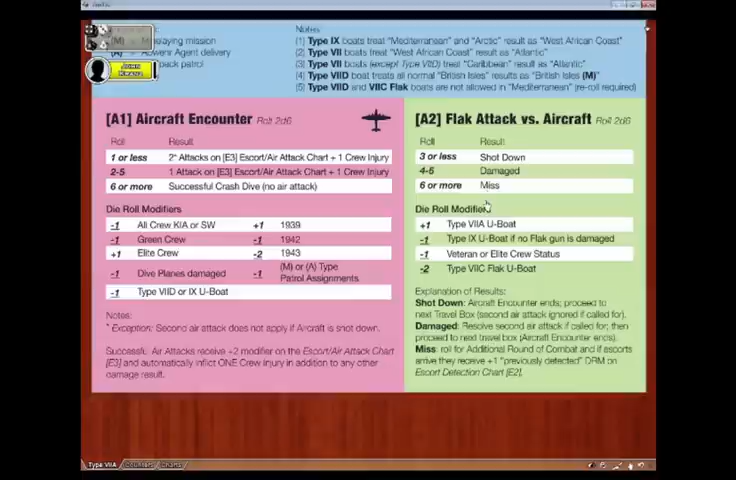 Notes
(M) = Minelaying mission
(1) Type IX boats treat "Mediterranean" and "Arctic" result as "West African Coast"
(A) = Abwehr Agent delivery
(2) Type VII boats treat "West African Coast" result as "Atlantic"
pack patrol
(3) Type VII boats (except Type VIID) treat "Caribbean" result as "Atlantic"
(4) Type VIID boat treats all normal "British Isles" results as "British Isles (M)"
(5) Type VIID and VIIC Flak boats are not allowed in "Mediterranean" (re-roll required)
[A1] Aircraft Encounter Roll 2d6
Roll Result
1 or less 2* Attacks on [E3] Escort/Air Attack Chart + 1 Crew Injury
2-5 1 Attack on [E3] Escort/Air Attack Chart + 1 Crew Injury
6 or more Successful Crash Dive (no air attack)
Die Roll Modifiers
-1 All Crew KIA or SW +1 1939
-1 Green Crew -1 1942
+1 Elite Crew -2 1943
-1 Dive Planes damaged -1 (M) or (A) Type Patrol Assignments
-1 Type VIID or IX U-Boat
Notes:
* Exception: Second air attack does not apply if Aircraft is shot down.
Successful Air Attacks receive +2 modifier on the Escort/Air Attack Chart
[E3] and automatically inflict ONE Crew Injury in addition to any other
damage result.
[A2] Flak Attack vs. Aircraft Roll 2d6
Roll Result
3 or less Shot Down
4-5 Damaged
6 or more Miss
Die Roll Modifiers
+1 Type VIIA U-Boat
-1 Type IX U-Boat if no Flak gun is damaged
-1 Veteran or Elite Crew Status
-2 Type VIIC Flak U-Boat
Explanation of Results:
Shot Down: Aircraft Encounter ends; proceed to
next Travel Box (second air attack ignored if called for).
Damaged: Resolve second air attack if called for; then
proceed to next travel box (Aircraft Encounter ends).
Miss: roll for Additional Round of Combat and if escorts
arrive they receive +1 "previously detected" DRM on
Escort Detection Chart [E2].
Type VIIA
Charts